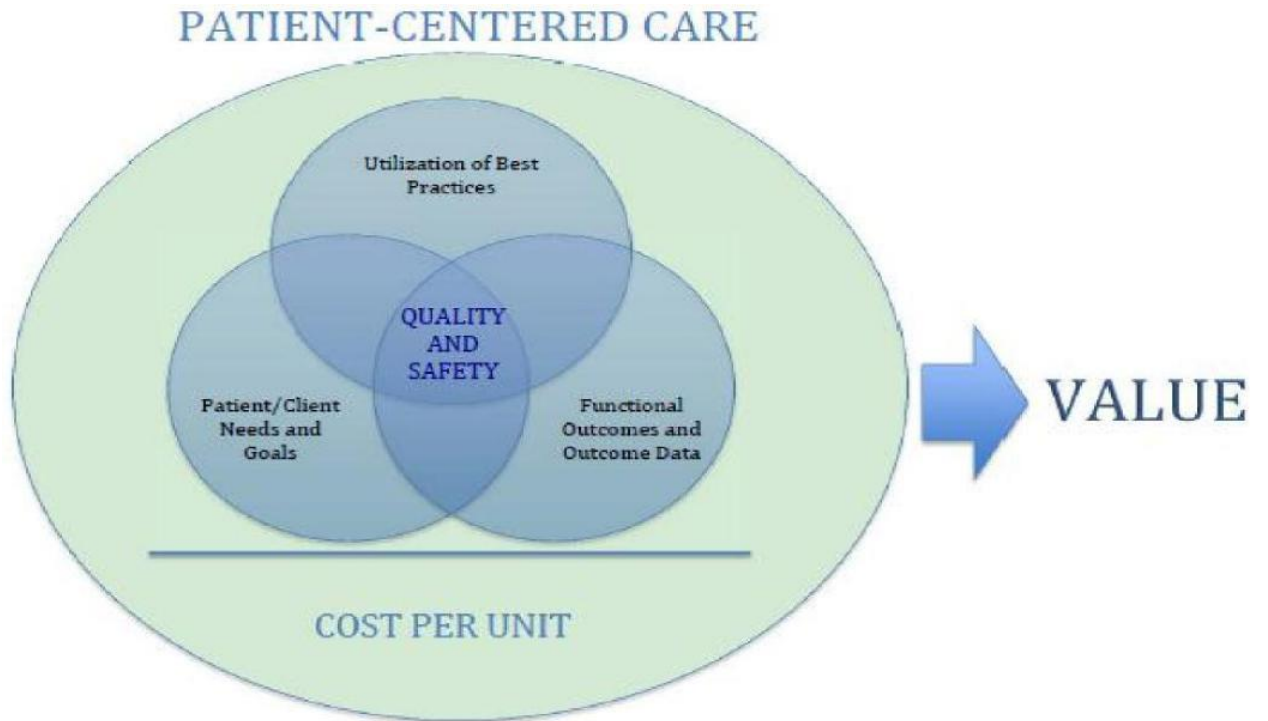 PATIENT-CENTERED CARE
Utilization of Best
Practices
QUALITY
AND
SAFETY
Patient/Client
Needs and
Goals
Functional
Outcomes and
Outcome Data
VALUE
COST PER UNIT